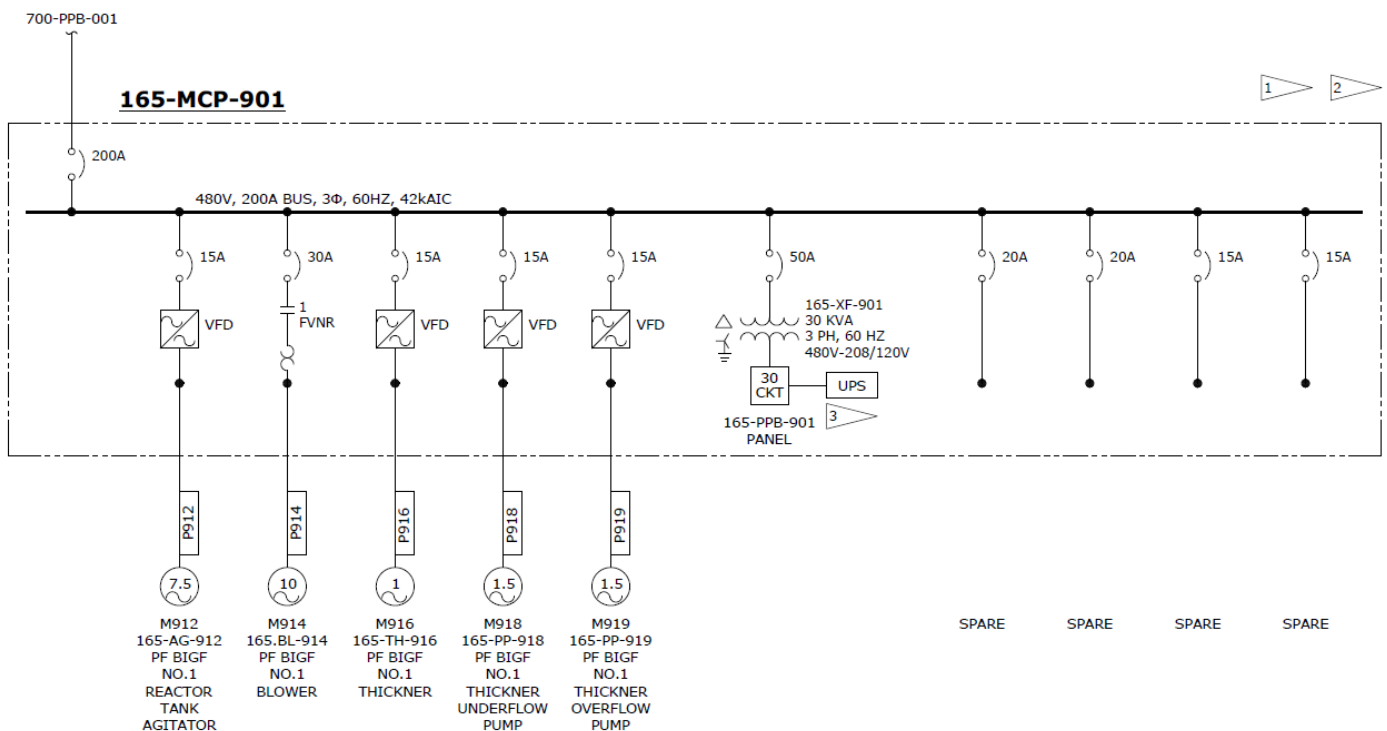 700-PPB-001
165-MCP-901
1
2
200A
480V, 200A BUS, 3Φ, 60HZ, 42kAIC
15A
30A
15A
15A
15A
50A
20A
20A
15A
15A
VFD
1
FVNR
VFD
VFD
VFD
165-XF-901
30 KVA
3 PH, 60 HZ
480V-208/120V
30
CKT
UPS
165-PPB-901
PANEL
3
P912
P914
P916
P918
P919
7.5
10
1
1.5
1.5
M912
165-AG-912
PF BIGF
NO.1
REACTOR
TANK
AGITATOR
M914
165.BL-914
PF BIGF
NO.1
BLOWER
M916
165-TH-916
PF BIGF
NO.1
THICKNER
M918
165-PP-918
PF BIGF
NO.1
THICKNER
UNDERFLOW
PUMP
M919
165-PP-919
PF BIGF
NO.1
THICKNER
OVERFLOW
PUMP
SPARE
SPARE
SPARE
SPARE